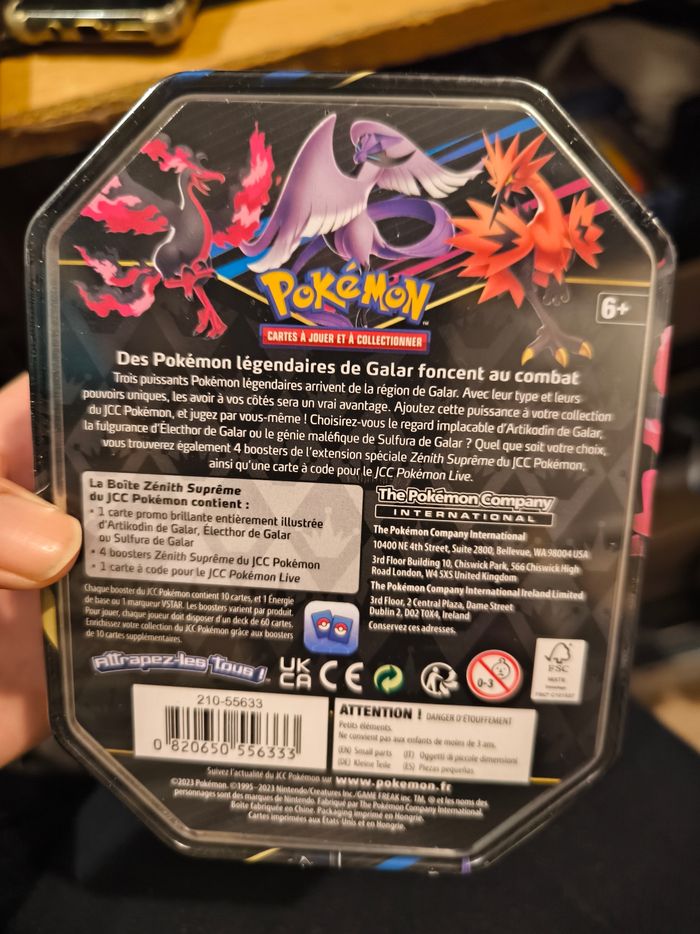 POKéMON
™
CARTES À JOUER ET À COLLECTIONNER
6+
Des Pokémon légendaires de Galar foncent au combat
Trois puissants Pokémon légendaires arrivent de la région de Galar. Avec leur type et leurs
pouvoirs uniques, les avoir à vos côtés sera un vrai avantage. Ajoutez cette puissance à votre collection
du JCC Pokémon, et jugez par vous-même ! Choisirez-vous le regard implacable d'Artikodin de Galar,
la fulgurance d'Électhor de Galar ou le génie maléfique de Sulfura de Galar ? Quel que soit votre choix,
vous trouverez également 4 boosters de l'extension spéciale Zénith Suprême du JCC Pokémon,
ainsi qu'une carte à code pour le JCC Pokémon Live.
La Boîte Zénith Suprême
du JCC Pokémon contient :
• 1 carte promo brillante entièrement illustrée
d'Artikodin de Galar, Électhor de Galar
ou Sulfura de Galar
• 4 boosters Zénith Suprême du JCC Pokémon
• 1 carte à code pour le JCC Pokémon Live
Chaque booster du JCC Pokémon contient 10 cartes, et 1 Énergie
de base ou 1 marqueur VSTAR. Les boosters varient par produit.
Pour jouer, chaque joueur doit disposer d'un deck de 60 cartes.
Enrichissez votre collection du JCC Pokémon grâce aux boosters
de 10 cartes supplémentaires.
The Pokémon Company
INTERNATIONAL
The Pokémon Company International
10400 NE 4th Street, Suite 2800, Bellevue, WA 98004 USA
3rd Floor Building 10, Chiswick Park, 566 Chiswick High
Road London, W4 5XS United Kingdom
The Pokémon Company International Ireland Limited
3rd Floor, 2 Central Plaza, Dame Street
Dublin 2, D02 T0X4, Ireland
Conservez ces adresses.
Attrapez-les Tous !
UK
CA
CE
0-3
FSC
MIXTE
210-55633
0 820650 556333
ATTENTION ! DANGER D'ÉTOUFFEMENT
Petits éléments.
Ne convient pas aux enfants de moins de 3 ans.
(EN) Small parts (IT) Oggetti di piccole dimensioni
(DE) Kleine Teile (ES) Piezas pequeñas
Suivez l'actualité du JCC Pokémon sur www.pokemon.fr
©2023 Pokémon. ©1995–2023 Nintendo/Creatures Inc./GAME FREAK inc. TM, ® et les noms des
personnages sont des marques de Nintendo. Fabriqué par The Pokémon Company International.
Boîte fabriquée en Chine. Packaging imprimé en Hongrie.
Cartes imprimées aux États-Unis et en Hongrie.